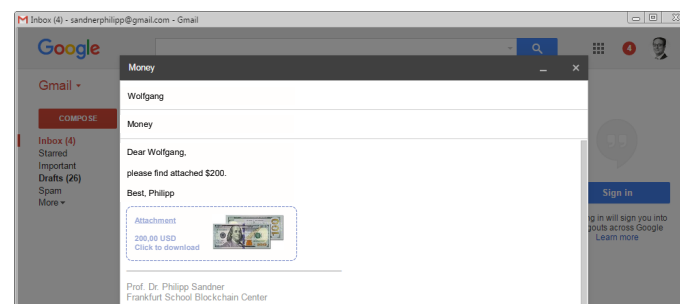 Inbox (4) - sandnerphilipp@gmail.com - Gmail
Google
4
Money
Gmail
Wolfgang
COMPOSE
Money
Inbox (4)
Starred
Important
Drafts (26)
Spam
More
Dear Wolfgang,
please find attached $200.
Best, Philipp
Attachment
200,00 USD
Click to download
100
Sign in
ng in will sign you into
gouts across Google
Learn more
Prof. Dr. Philipp Sandner
Frankfurt School Blockchain Center